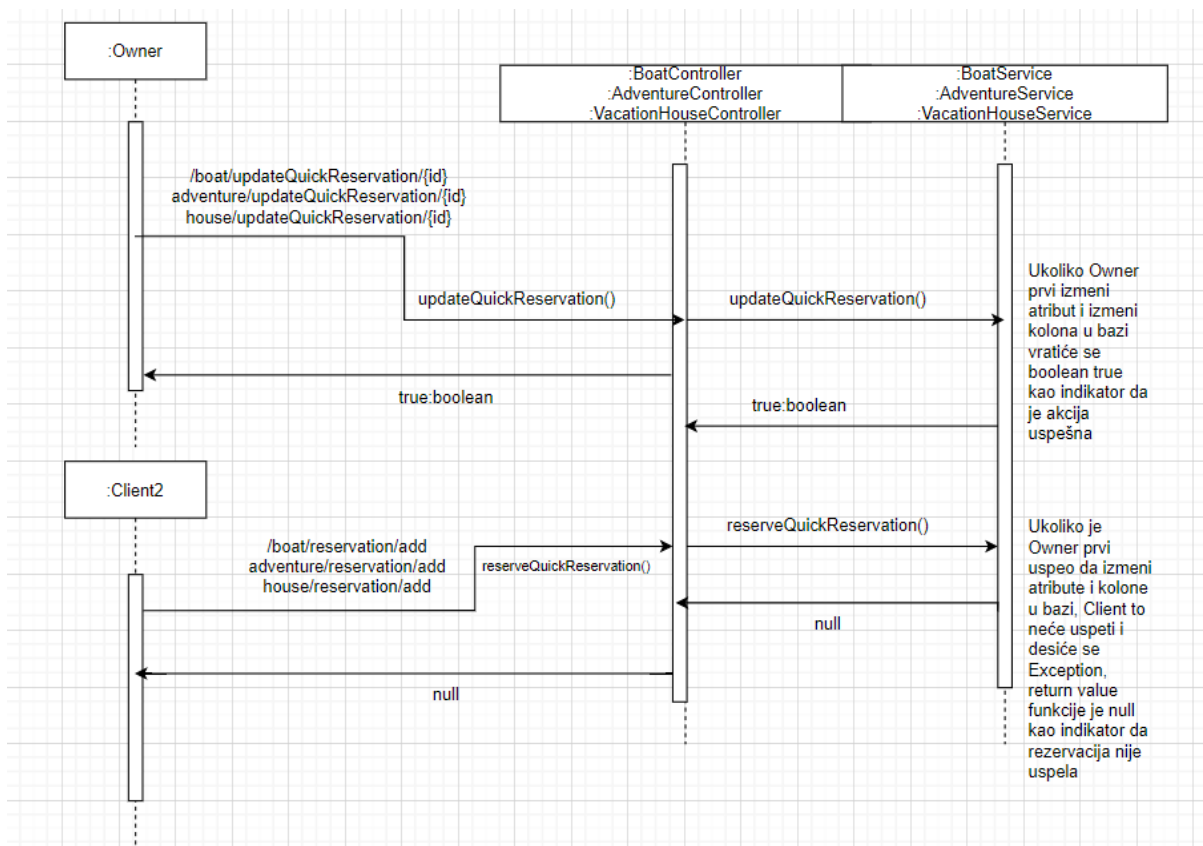 :Owner
:BoatController
:AdventureController
:VacationHouseController
:BoatService
:AdventureService
:VacationHouseService
/boat/updateQuickReservation/{id}
adventure/updateQuickReservation/{id}
house/updateQuickReservation/{id}
updateQuickReservation()
updateQuickReservation()
Ukoliko Owner
prvi izmeni
atribut i izmeni
kolona u bazi
vratiće se
boolean true
kao indikator da
je akcija
uspešna
true:boolean
true:boolean
:Client2
/boat/reservation/add
adventure/reservation/add
house/reservation/add
reserveQuickReservation()
reserveQuickReservation()
null
null
Ukoliko je
Owner prvi
uspeo da izmeni
atribute i kolone
u bazi, Client to
neće uspeti i
desiće se
Exception,
return value
funkcije je null
kao indikator da
rezervacija nije
uspela